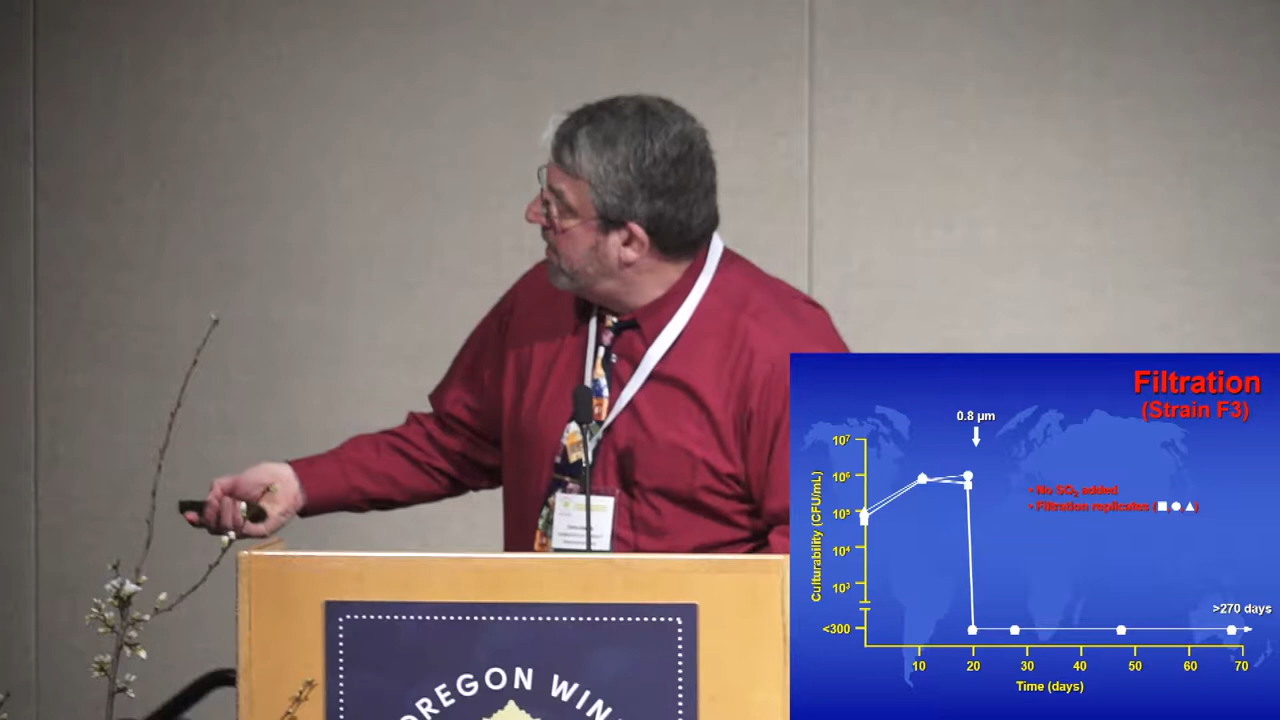 OREGON WIN
Filtration
(Strain F3)
0.8 µm
10⁷
10⁶
10⁵
10⁴
10³
<300
Culturability (CFU/mL)
• No SO₂ added
• Filtration replicates (■,●,▲)
>270 days
10 20 30 40 50 60 70
Time (days)